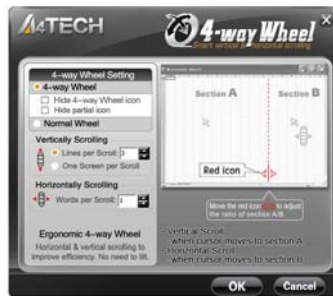 A4TECH
4-way Wheel
Smart vertical & Horizontal scrolling
4-way Wheel Setting
4-way Wheel
Hide 4-way Wheel icon
Hide partial icon
Normal Wheel
Vertically Scrolling
Lines per Scroll: 3
One Screen per Scroll
Horizontally Scrolling
Words per Scroll: 1
Ergonomic 4-way Wheel
Horizontal & vertical scrolling to
improve efficiency. No need to tilt.
Section A
Section B
Red icon
Move the red icon to adjust
the ratio of section A/B.
- Vertical Scroll:
when cursor moves to section A
- Horizontal Scroll:
when cursor moves to section B
OK
Cancel